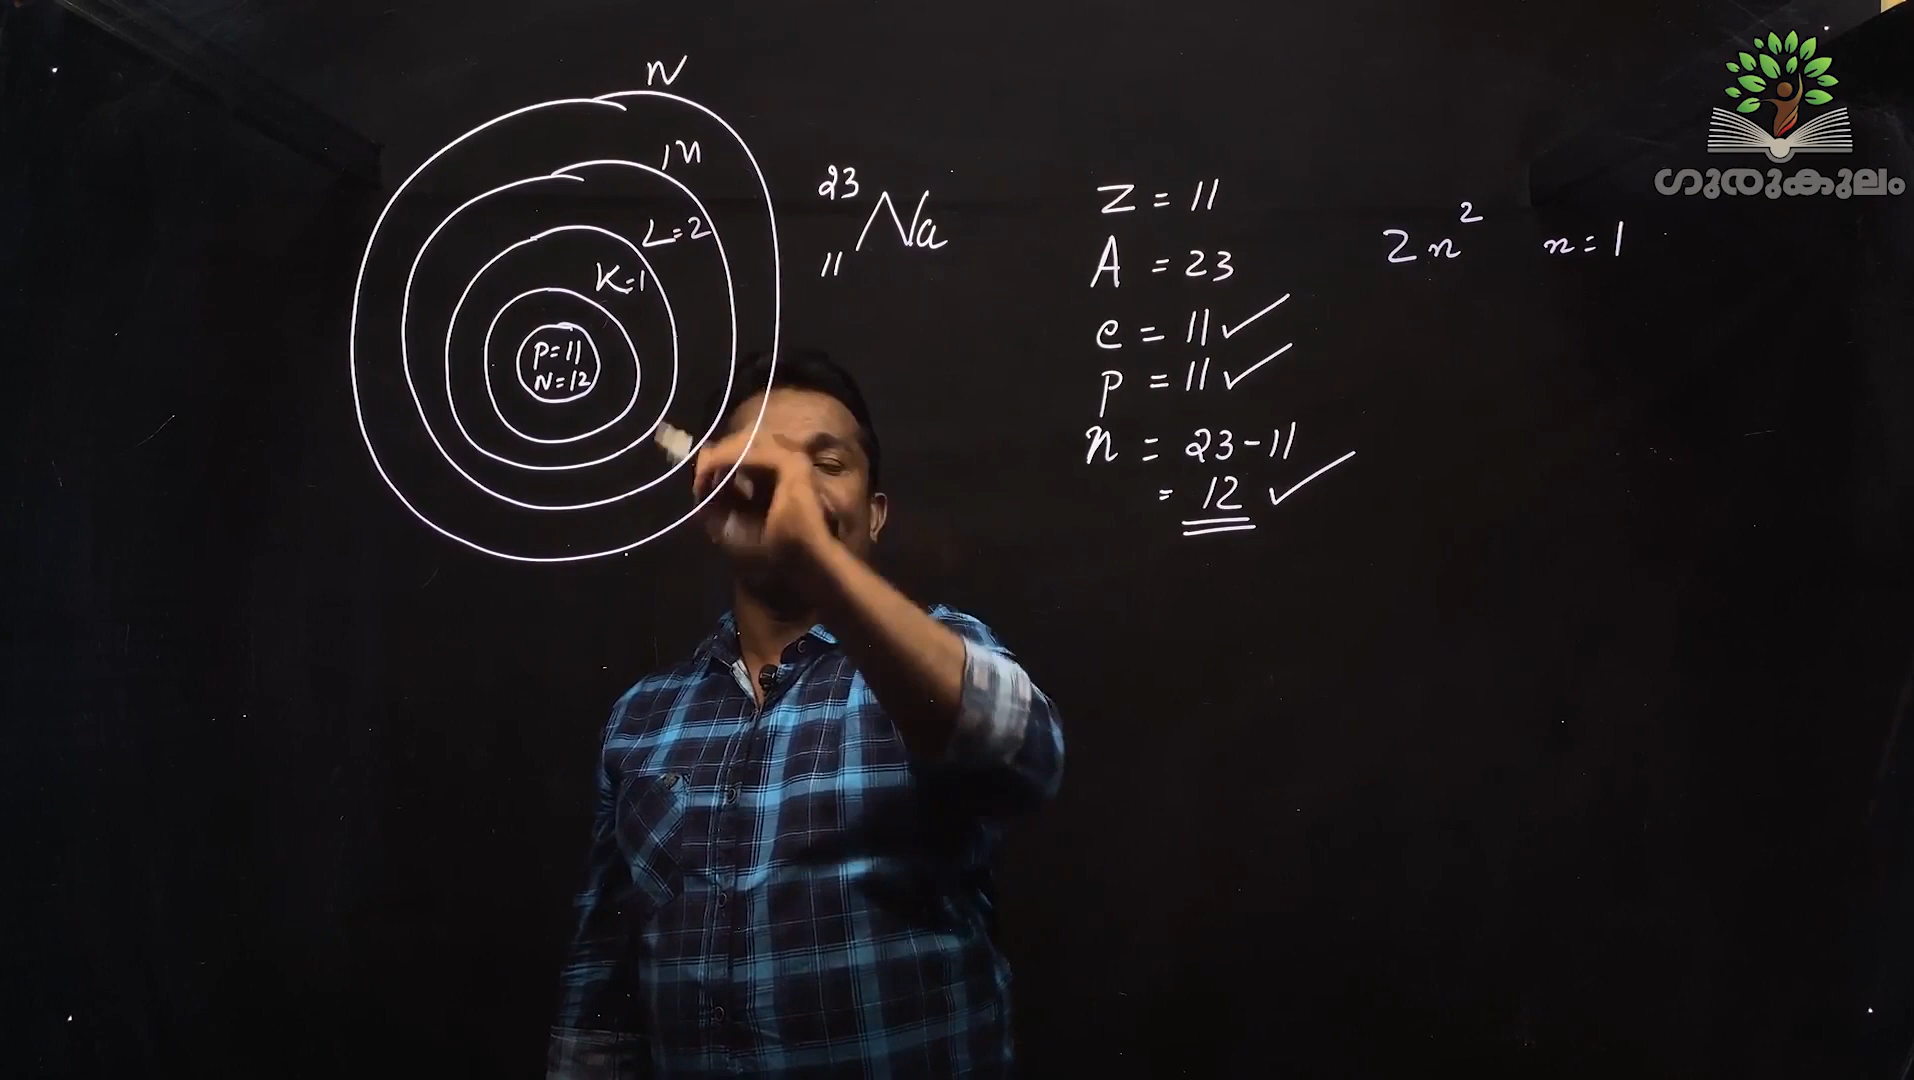 N
M
L=2
K=1
P=11
N=12
23
11 Na
Z = 11
A = 23
e = 11 ✓
p = 11 ✓
n = 23-11
= 12 ✓
2n² n=1
ഗുരുകുലം